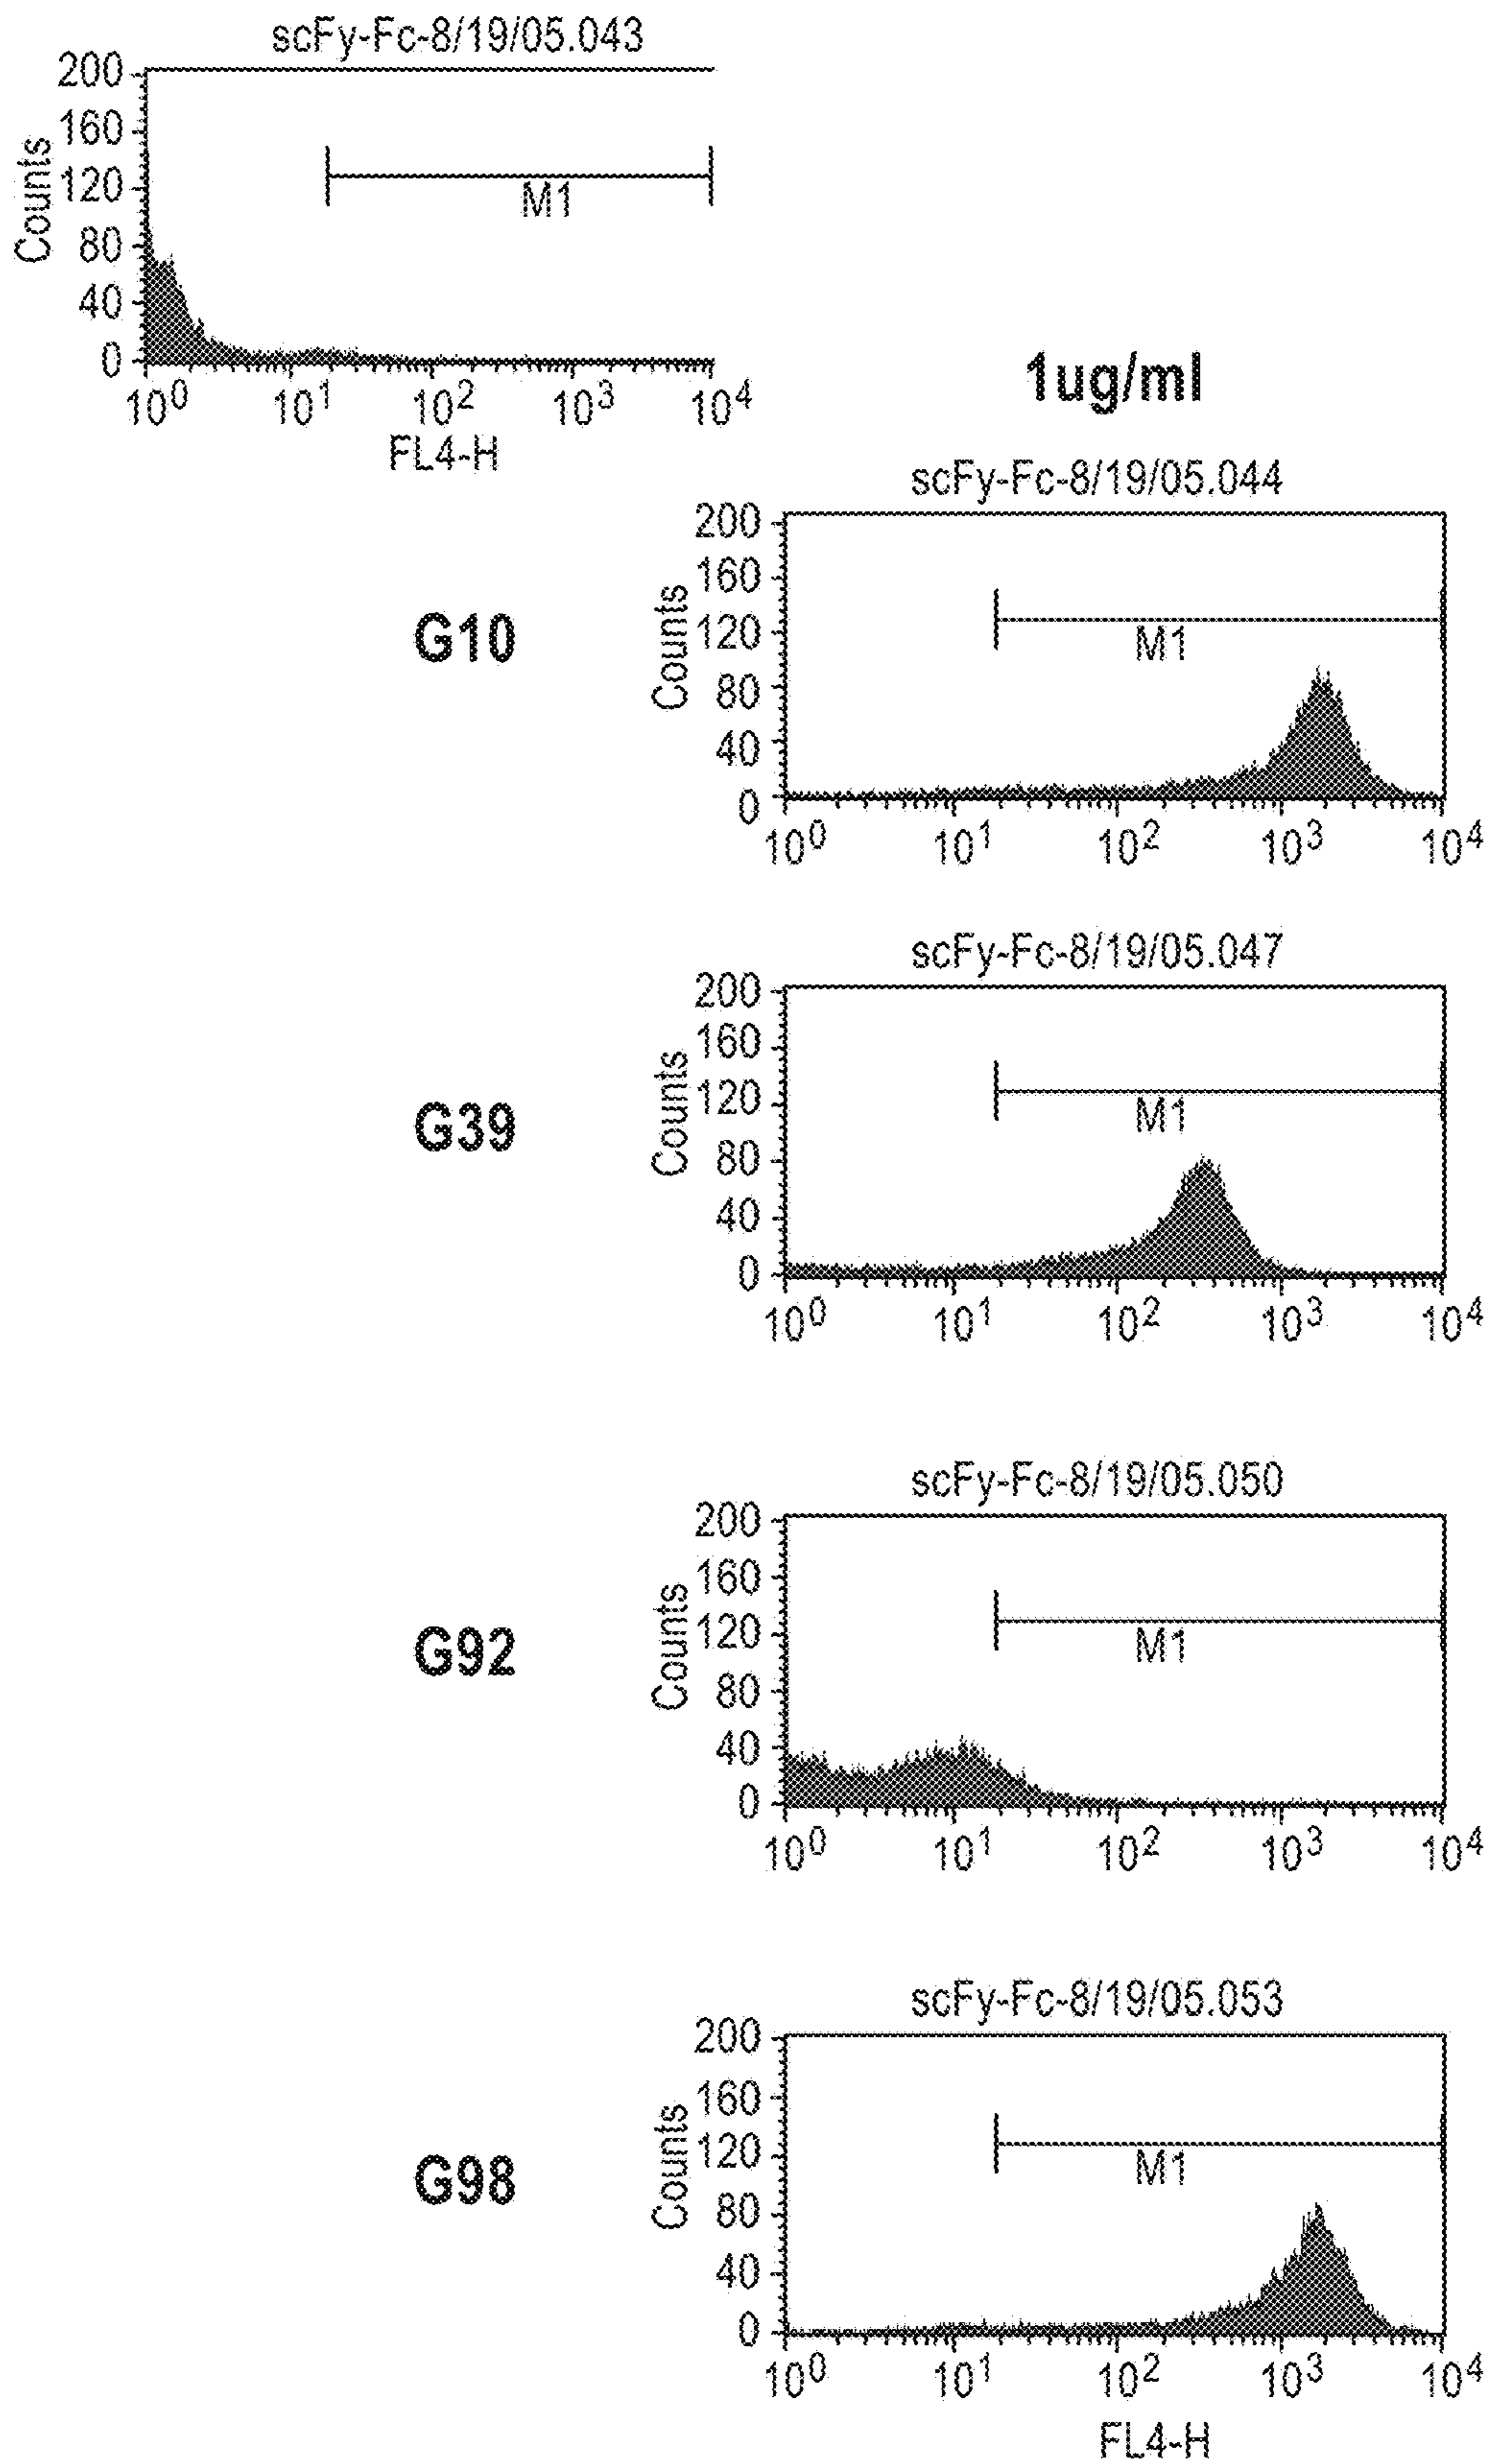 scFy-Fc-8/19/05.043
200
160
120
80
40
0
Counts
M1
10^0 10^1 10^2 10^3 10^4
FL4-H
1ug/ml
scFy-Fc-8/19/05.044
G10
200
160
120
80
40
0
Counts
M1
10^0 10^1 10^2 10^3 10^4
scFy-Fc-8/19/05.047
G39
200
160
120
80
40
0
Counts
M1
10^0 10^1 10^2 10^3 10^4
scFy-Fc-8/19/05.050
G92
200
160
120
80
40
0
Counts
M1
10^0 10^1 10^2 10^3 10^4
scFy-Fc-8/19/05.053
G98
200
160
120
80
40
0
Counts
M1
10^0 10^1 10^2 10^3 10^4
FL4-H